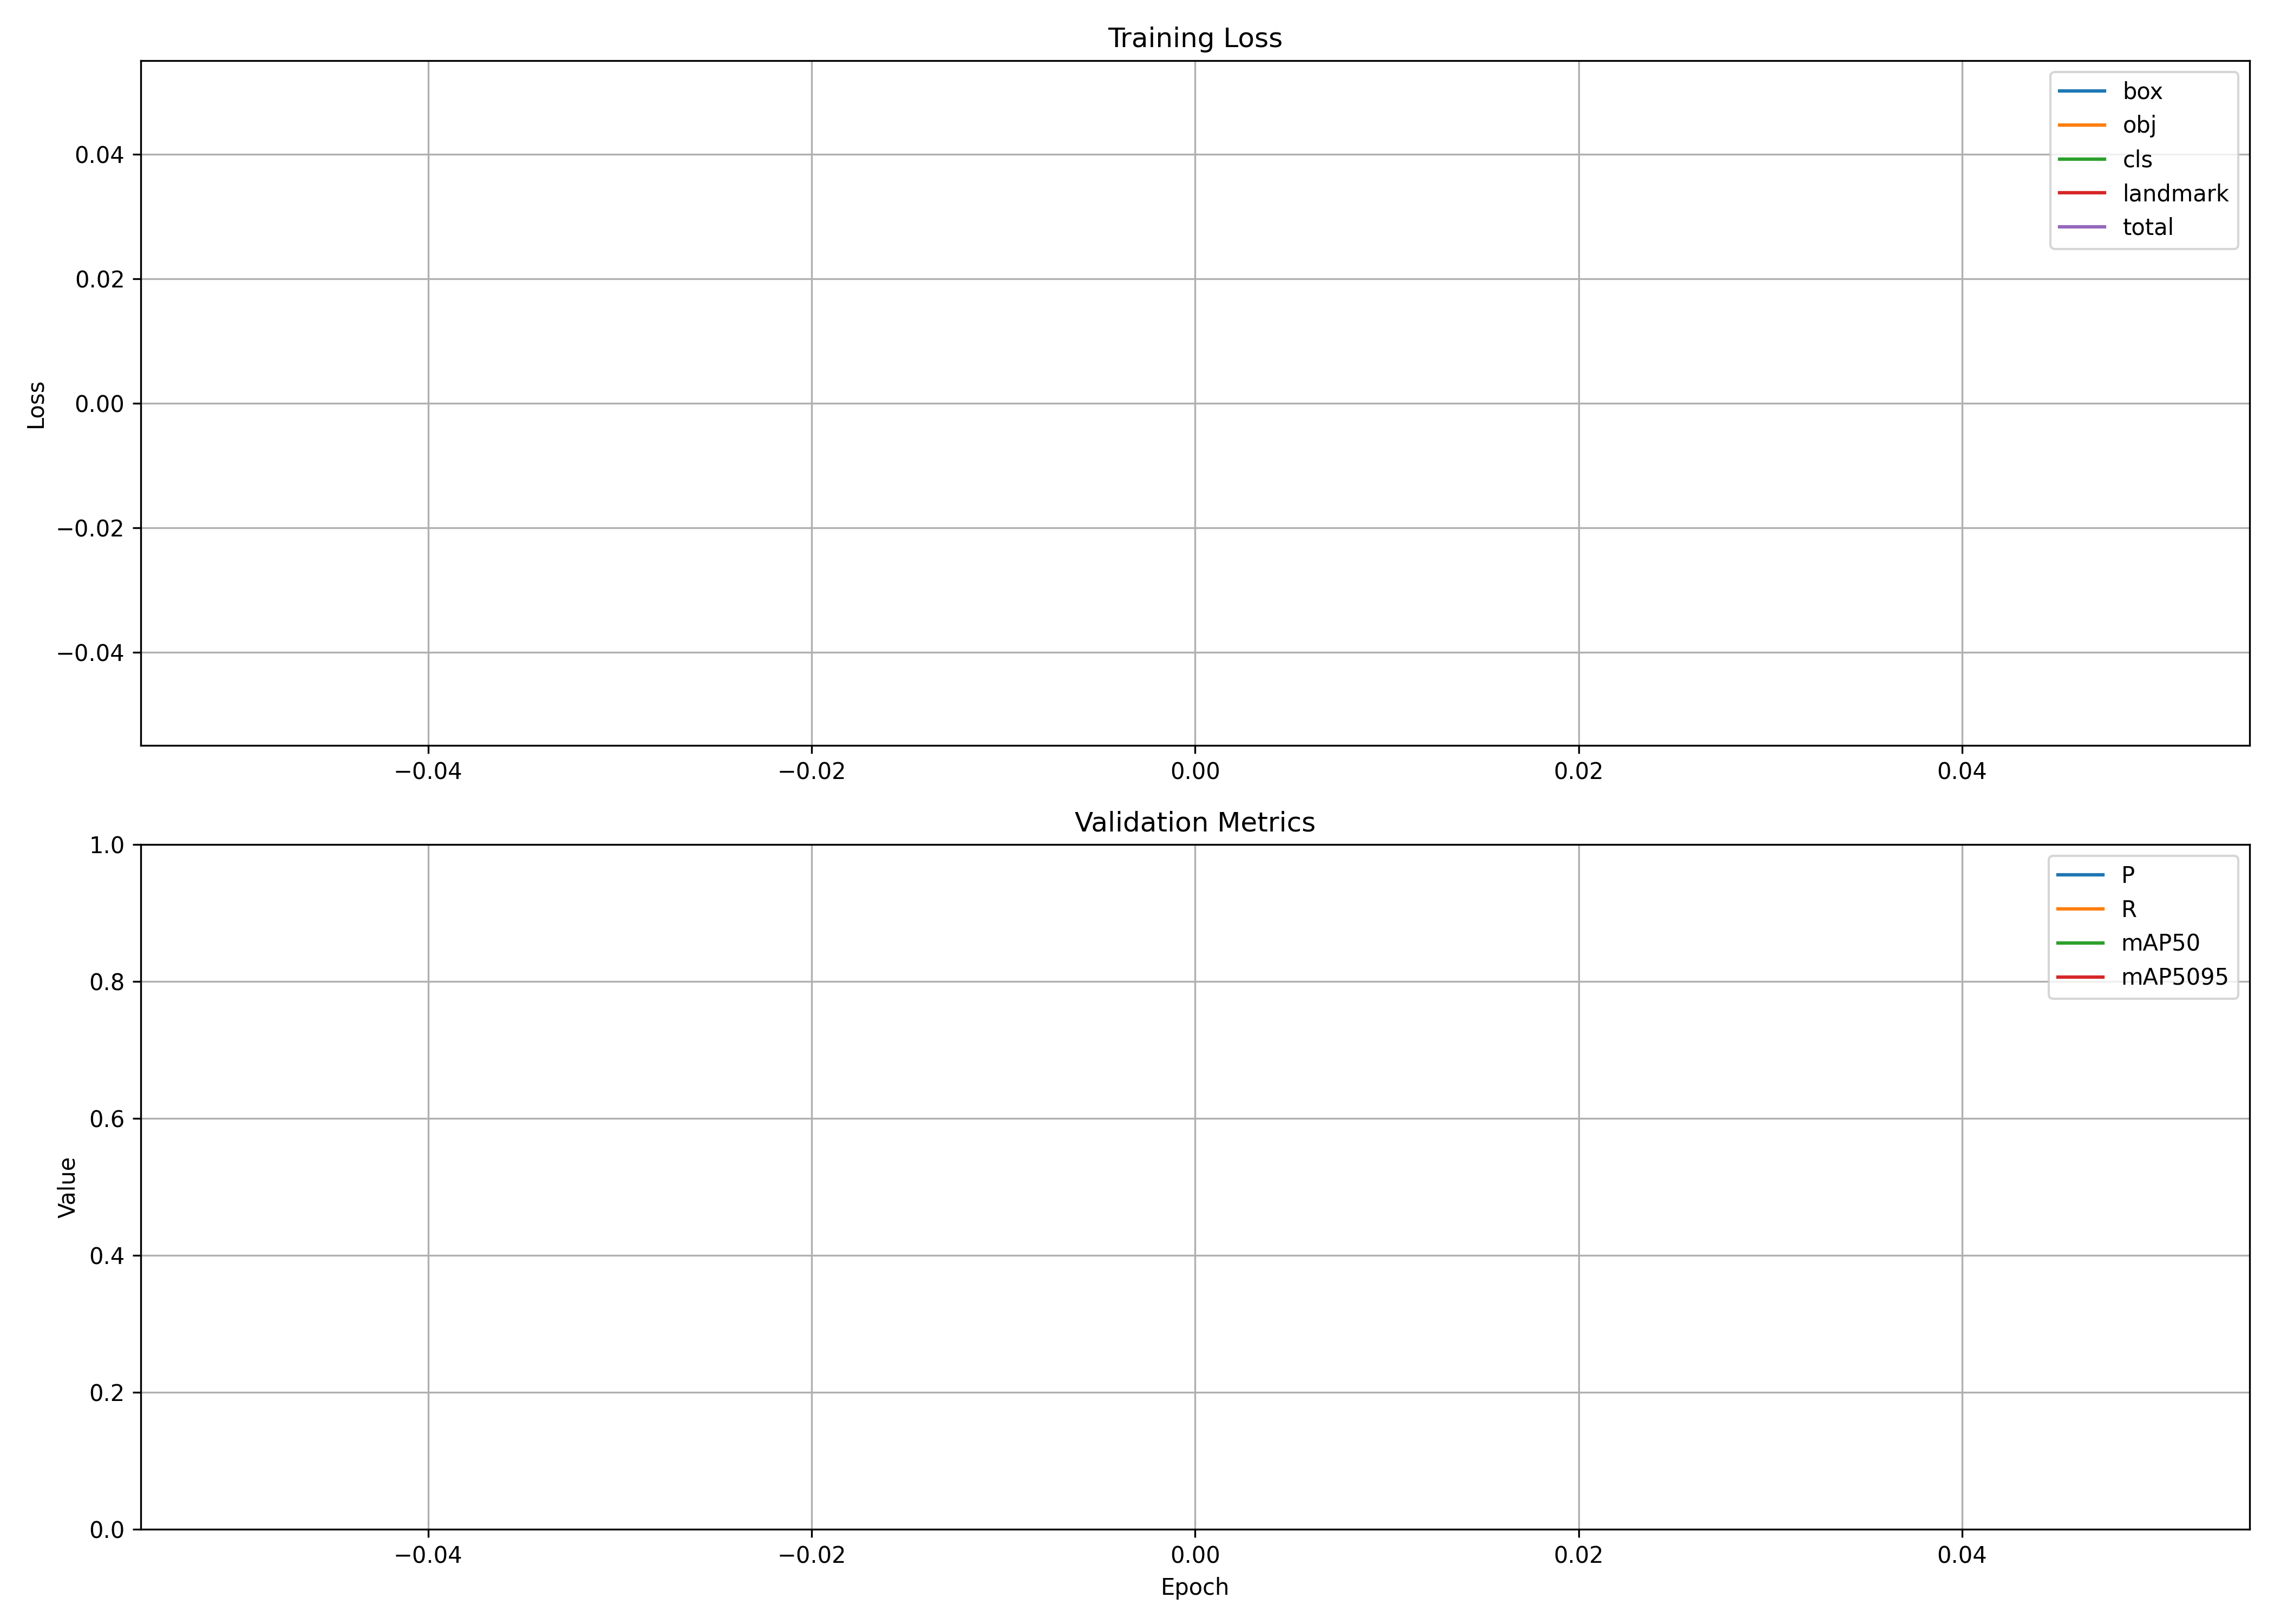 Training Loss
box
obj
cls
landmark
total
0.04
0.02
0.00
−0.02
−0.04
Loss
−0.04 −0.02 0.00 0.02 0.04
Validation Metrics
P
R
mAP50
mAP5095
1.0
0.8
0.6
0.4
0.2
0.0
Value
−0.04 −0.02 0.00 0.02 0.04
Epoch